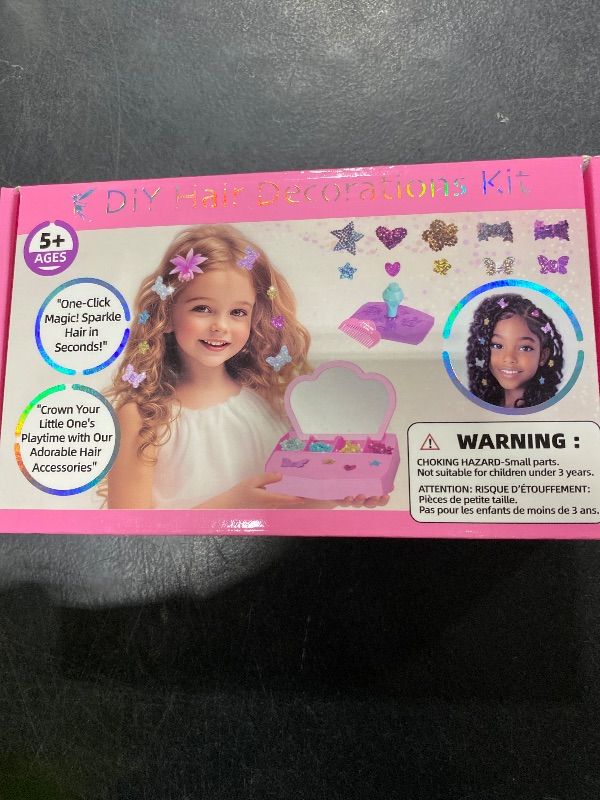 DIY Hair Decorations Kit
5+
AGES
"One-Click
Magic! Sparkle
Hair in
Seconds!"
"Crown Your
Little One's
Playtime with Our
Adorable Hair
Accessories"
WARNING :
CHOKING HAZARD-Small parts.
Not suitable for children under 3 years.
ATTENTION: RISQUE D'ÉTOUFFEMENT:
Pièces de petite taille.
Pas pour les enfants de moins de 3 ans.